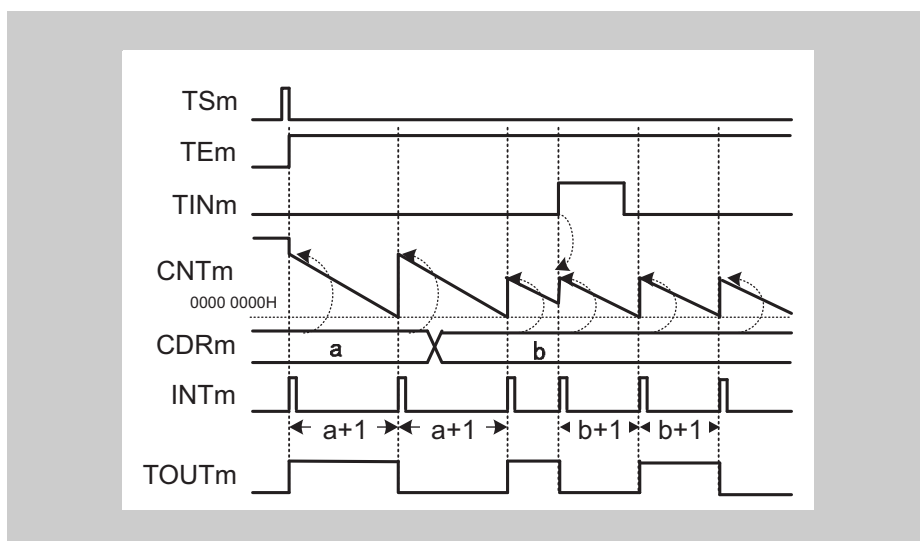 TSm
TEm
TINm
CNTm
0000 0000H
CDRm
a
b
INTm
a+1
a+1
b+1
b+1
TOUTm